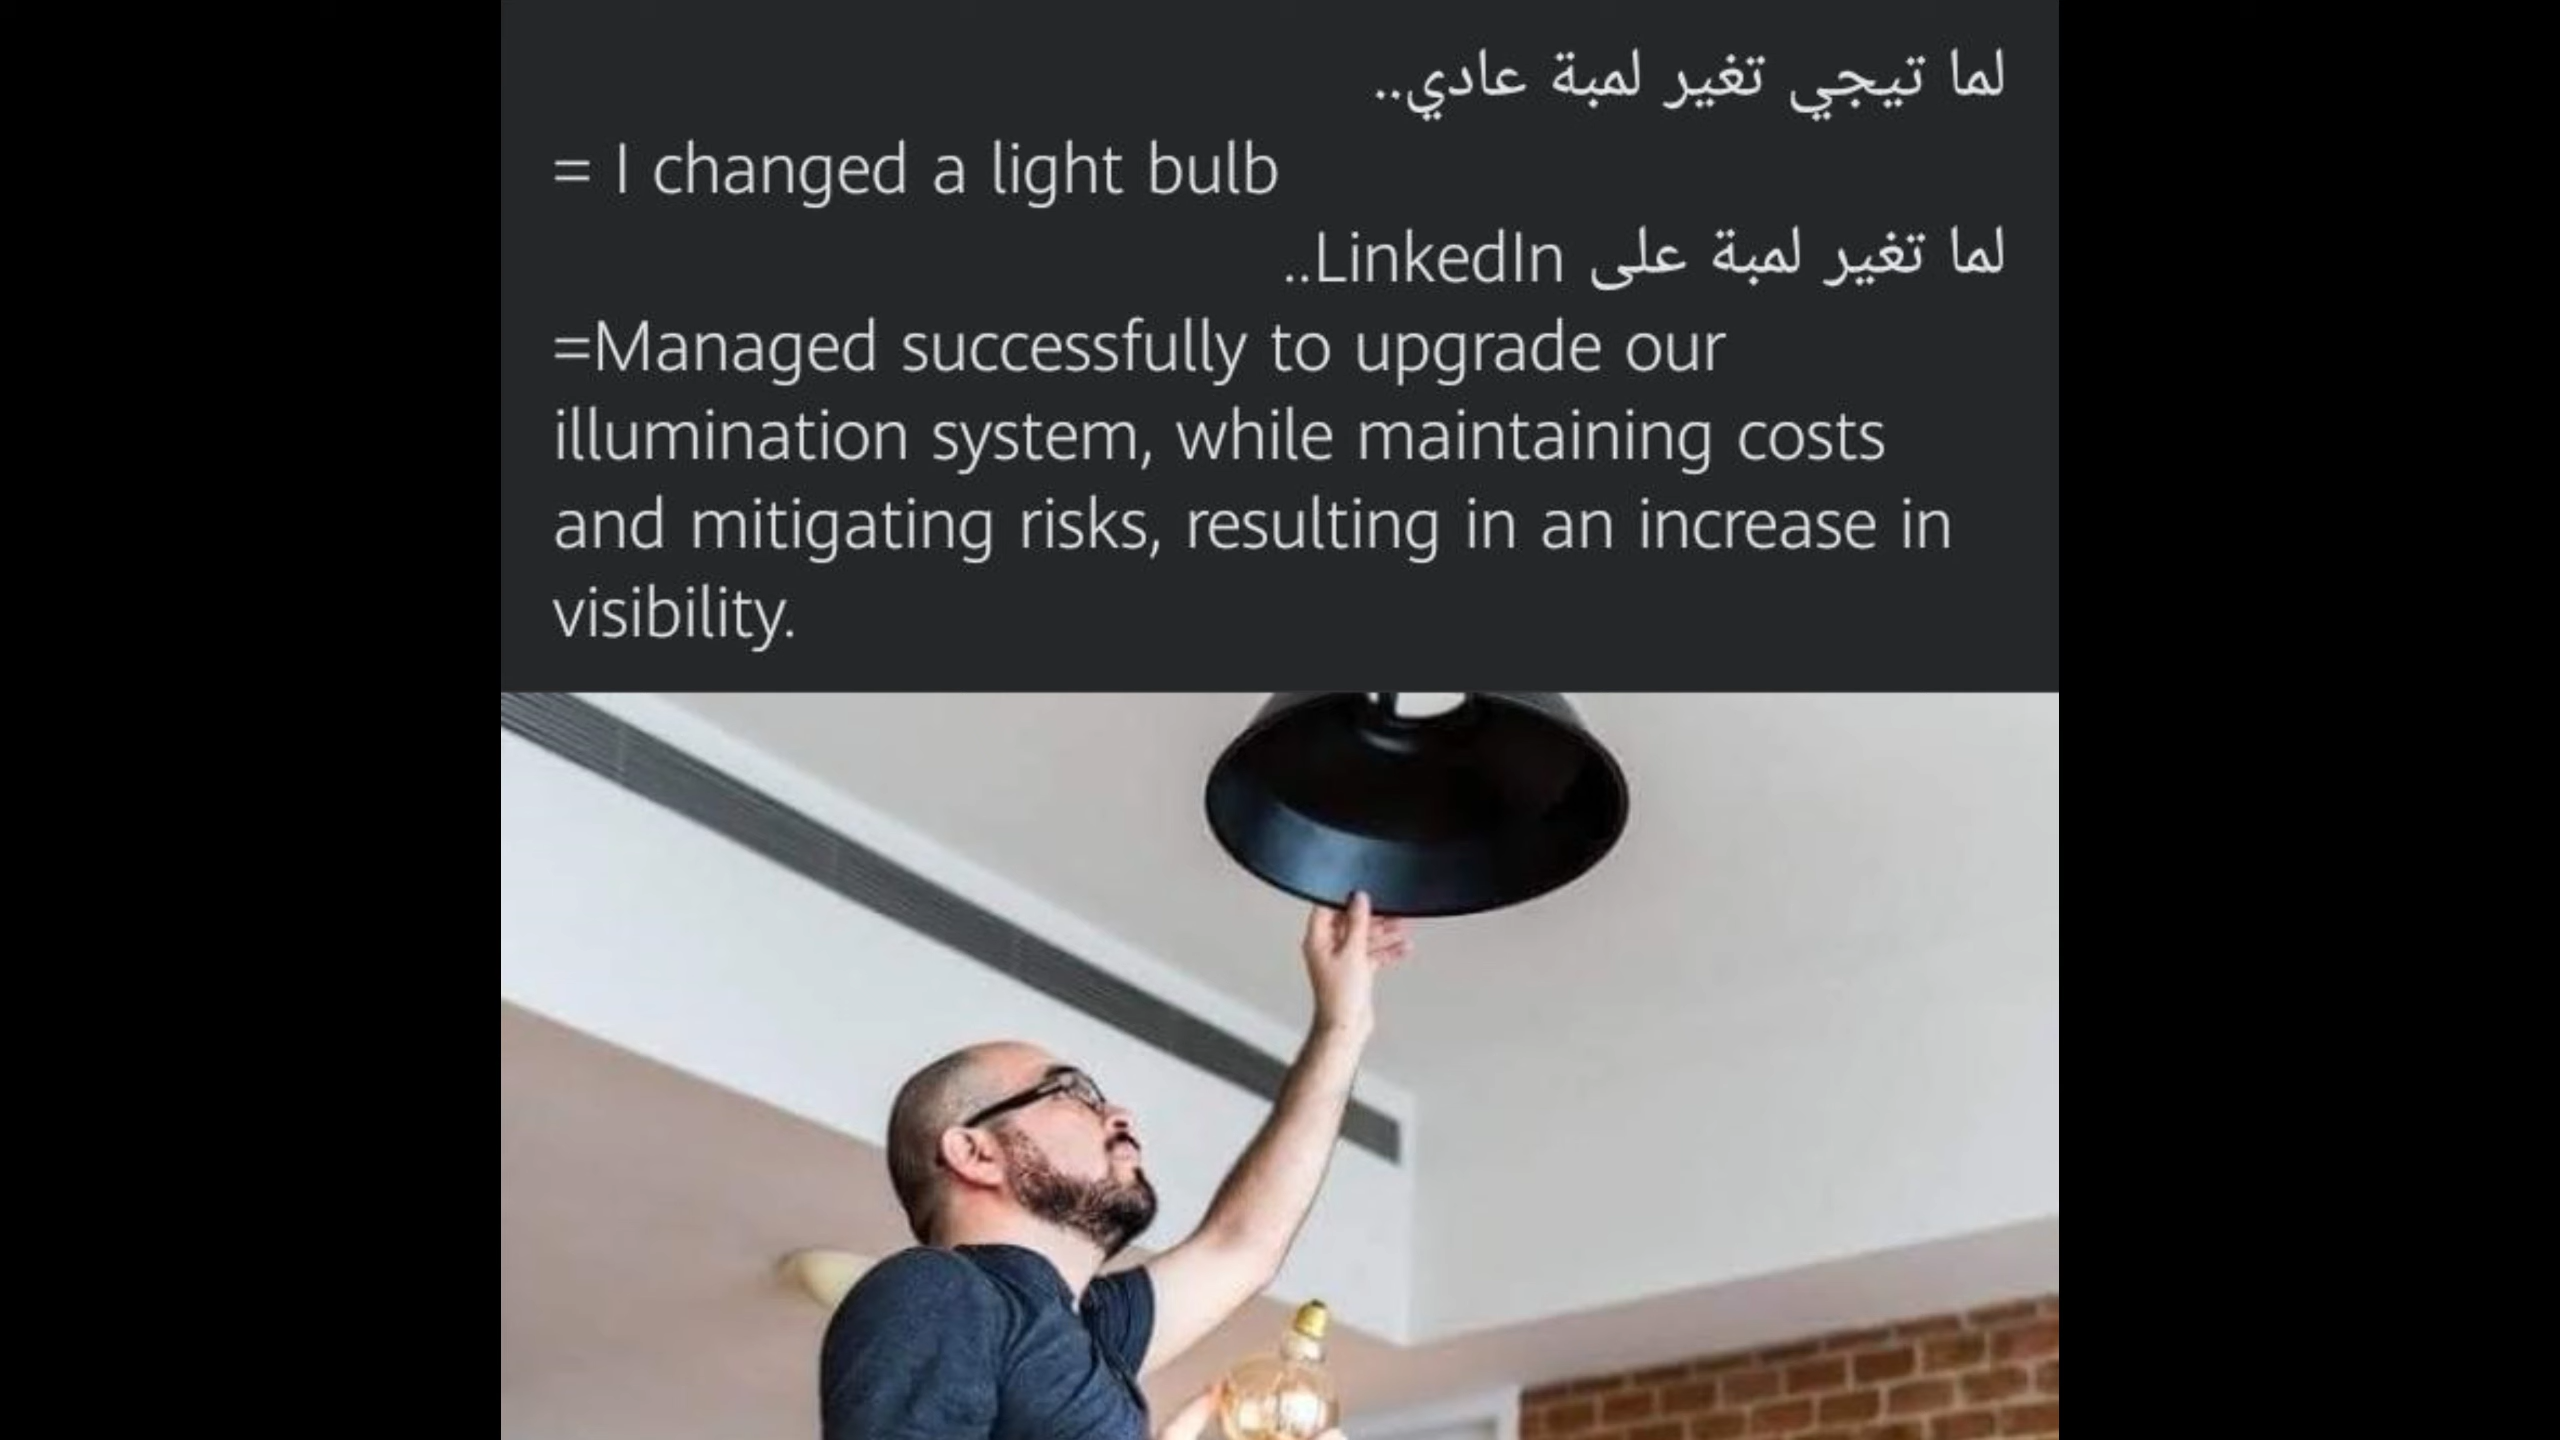 لما تيجي تغير لمبة عادي..
= I changed a light bulb
لما تغير لمبة على LinkedIn..
=Managed successfully to upgrade our
illumination system, while maintaining costs
and mitigating risks, resulting in an increase in
visibility.